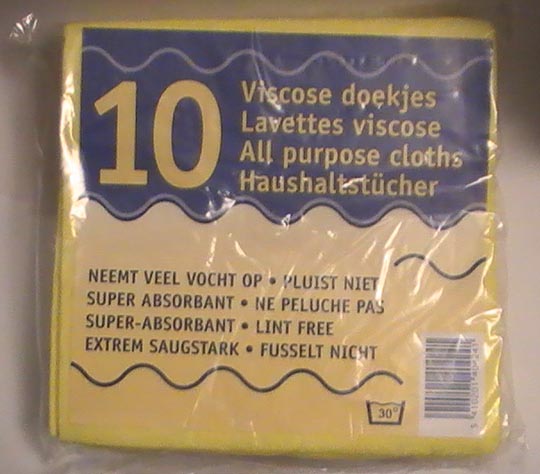 10
Viscose doekjes
Lavettes viscose
All purpose cloths
Haushaltstücher
NEEMT VEEL VOCHT OP • PLUIST NIET
SUPER ABSORBANT • NE PELUCHE PAS
SUPER-ABSORBANT • LINT FREE
EXTREM SAUGSTARK • FUSSELT NICHT
30°